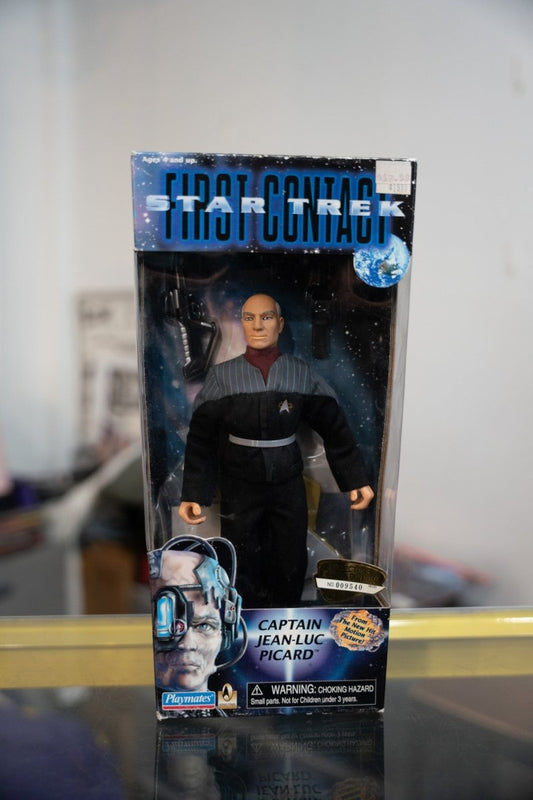 Ages 4 and up.
FIRST CONTACT
STAR TREK
NO 009540
CAPTAIN
JEAN-LUC
PICARD™
From
The New Hit
Motion
Picture!
Playmates
WARNING: CHOKING HAZARD
Small parts. Not for Children under 3 years.